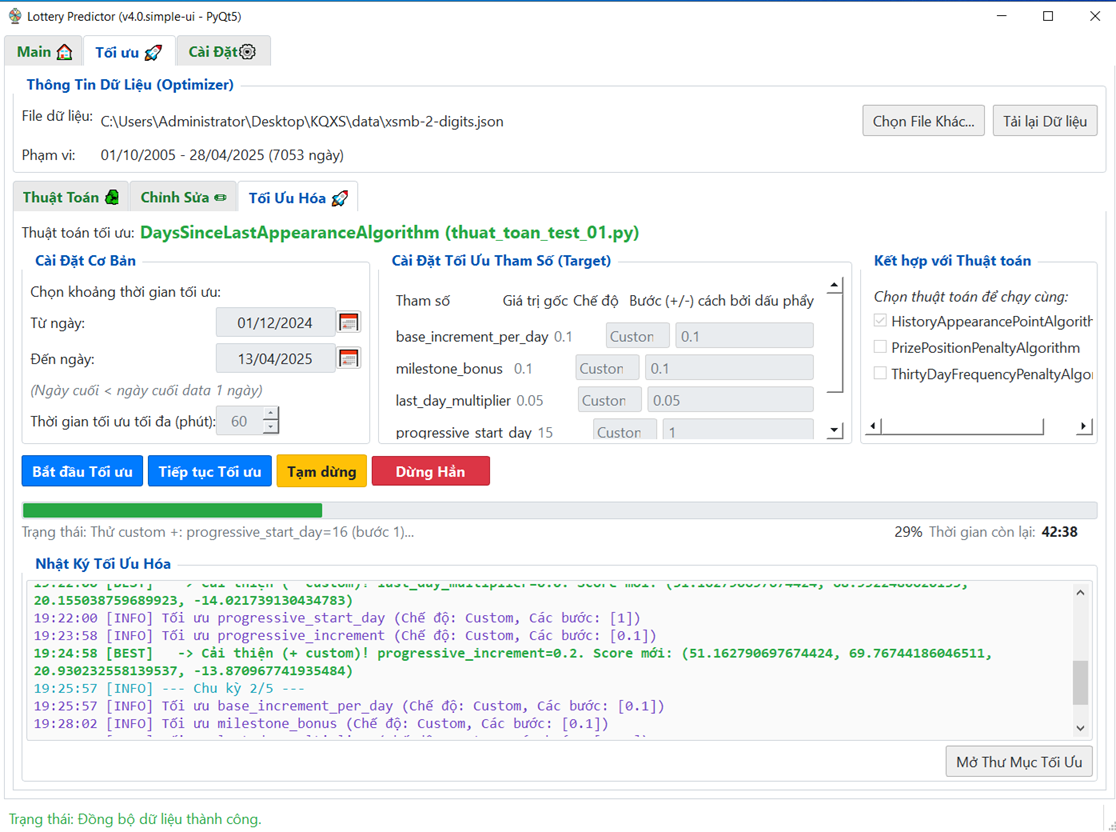 Lottery Predictor (v4.0.simple-ui - PyQt5)
Main Tối ưu Cài Đặt
Thông Tin Dữ Liệu (Optimizer)
File dữ liệu: C:\Users\Administrator\Desktop\KQXS\data\xsmb-2-digits.json Chọn File Khác... Tải lại Dữ liệu
Phạm vi: 01/10/2005 - 28/04/2025 (7053 ngày)
Thuật Toán Chỉnh Sửa Tối Ưu Hóa
Thuật toán tối ưu: DaysSinceLastAppearanceAlgorithm (thuat_toan_test_01.py)
Cài Đặt Cơ Bản
Chọn khoảng thời gian tối ưu:
Từ ngày: 01/12/2024
Đến ngày: 13/04/2025
(Ngày cuối < ngày cuối data 1 ngày)
Thời gian tối ưu tối đa (phút): 60
Cài Đặt Tối Ưu Tham Số (Target)
Tham số Giá trị gốc Chế độ Bước (+/-) cách bởi dấu phẩy
base_increment_per_day 0.1 Custon 0.1
milestone_bonus 0.1 Custon 0.1
last_day_multiplier 0.05 Custon 0.05
progressive_start_day 15 Custon 1
Kết hợp với Thuật toán
Chọn thuật toán để chạy cùng:
HistoryAppearancePointAlgorith
PrizePositionPenaltyAlgorithm
ThirtyDayFrequencyPenaltyAlgo
Bắt đầu Tối ưu Tiếp tục Tối ưu Tạm dừng Dừng Hẳn
Trạng thái: Thử custom +: progressive_start_day=16 (bước 1)... 29% Thời gian còn lại: 42:38
Nhật Ký Tối Ưu Hóa
20.155038759689923, -14.021739130434783)
19:22:00 [INFO] Tối ưu progressive_start_day (Chế độ: Custom, Các bước: [1])
19:23:58 [INFO] Tối ưu progressive_increment (Chế độ: Custom, Các bước: [0.1])
19:24:58 [BEST] -> Cải thiện (+ custom)! progressive_increment=0.2. Score mới: (51.162790697674424, 69.76744186046511,
20.930232558139537, -13.870967741935484)
19:25:57 [INFO] --- Chu kỳ 2/5 ---
19:25:57 [INFO] Tối ưu base_increment_per_day (Chế độ: Custom, Các bước: [0.1])
19:28:02 [INFO] Tối ưu milestone_bonus (Chế độ: Custom, Các bước: [0.1])
Mở Thư Mục Tối Ưu
Trạng thái: Đồng bộ dữ liệu thành công.